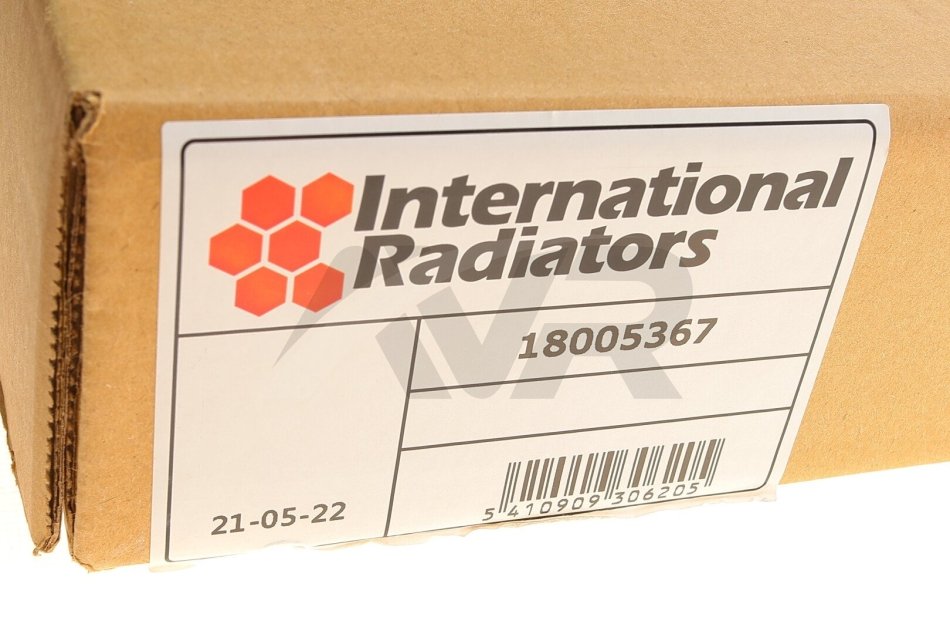 International
Radiators
18005367
21-05-22
5 410909 306205